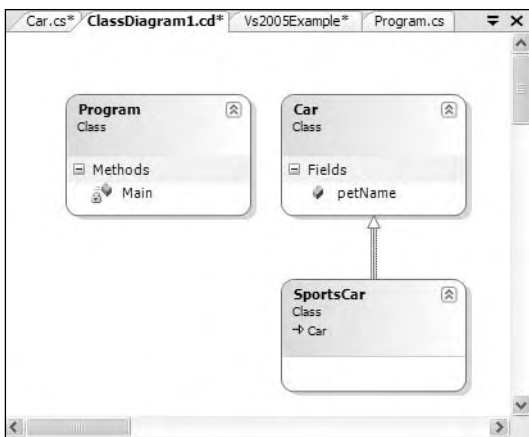 Car.cs* ClassDiagram1.cd* Vs2005Example* Program.cs
Program
Class
Methods
Main
Car
Class
Fields
petName
SportsCar
Class
Car